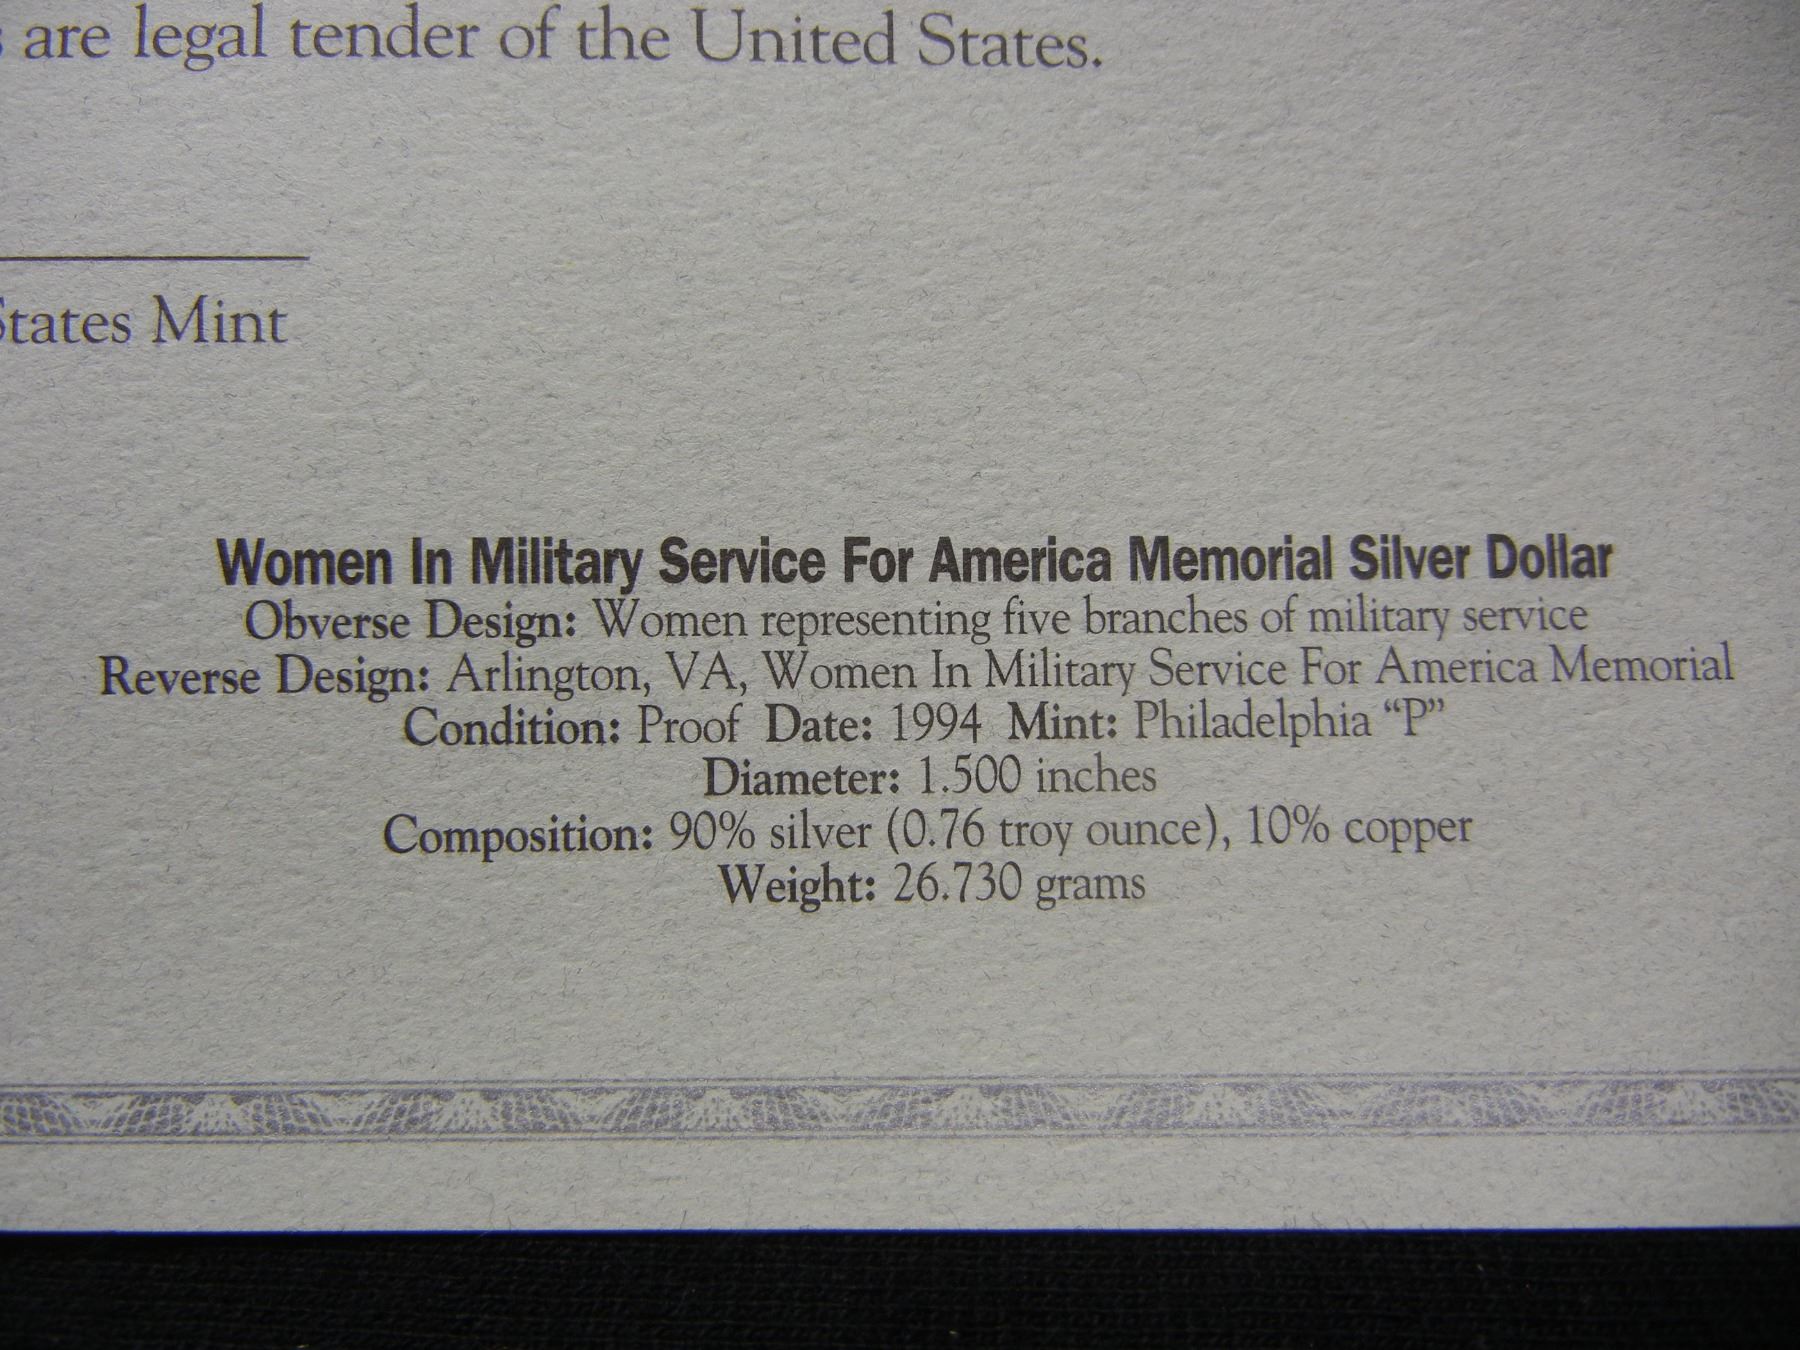 are legal tender of the United States.
States Mint
Women In Military Service For America Memorial Silver Dollar
Obverse Design: Women representing five branches of military service
Reverse Design: Arlington, VA, Women In Military Service For America Memorial
Condition: Proof Date: 1994 Mint: Philadelphia “P”
Diameter: 1.500 inches
Composition: 90% silver (0.76 troy ounce), 10% copper
Weight: 26.730 grams